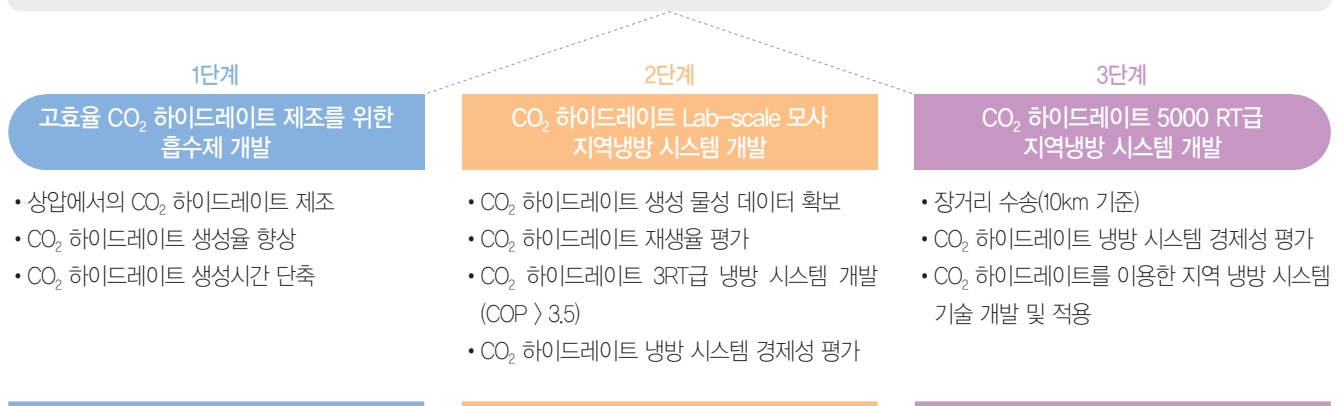 1단계
고효율 CO₂ 하이드레이트 제조를 위한
흡수제 개발
• 상압에서의 CO₂ 하이드레이트 제조
• CO₂ 하이드레이트 생성율 향상
• CO₂ 하이드레이트 생성시간 단축
2단계
CO₂ 하이드레이트 Lab-scale 모사
지역냉방 시스템 개발
• CO₂ 하이드레이트 생성 물성 데이터 확보
• CO₂ 하이드레이트 재생율 평가
• CO₂ 하이드레이트 3RT급 냉방 시스템 개발
(COP > 3.5)
• CO₂ 하이드레이트 냉방 시스템 경제성 평가
3단계
CO₂ 하이드레이트 5000 RT급
지역냉방 시스템 개발
• 장거리 수송(10km 기준)
• CO₂ 하이드레이트 냉방 시스템 경제성 평가
• CO₂ 하이드레이트를 이용한 지역 냉방 시스템
기술 개발 및 적용